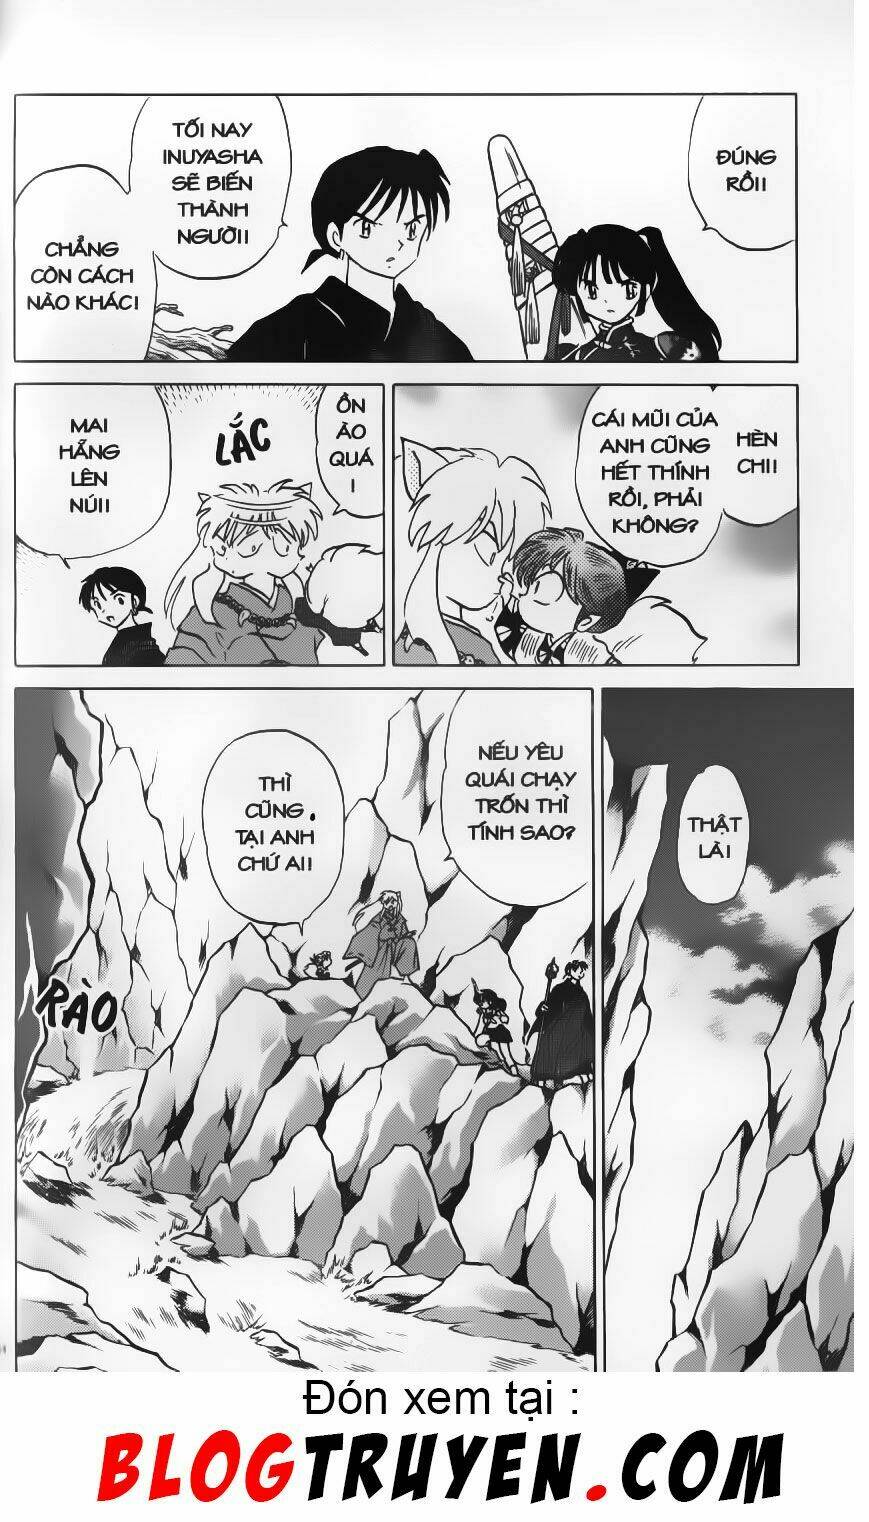 ĐÚNG
RỒI!
TỐI NAY
INUYASHA
SẼ BIẾN
THÀNH
NGƯỜI!
CHẲNG
CÒN CÁCH
NÀO KHÁC!
HÈN
CHI!
CÁI MŨI CỦA
ANH CŨNG
HẾT THÍNH
RỒI, PHẢI
KHÔNG?
ỒN
ÀO
QUÁ
!
LẮC
MAI
HẴNG
LÊN
NÚI!
THẬT
LÀ!
NẾU YÊU
QUÁI CHẠY
TRỐN THÌ
TÍNH SAO?
THÌ
CŨNG
TẠI ANH
CHỨ AI!
RÀO
Đón xem tại :
BLOGTRUYEN.COM